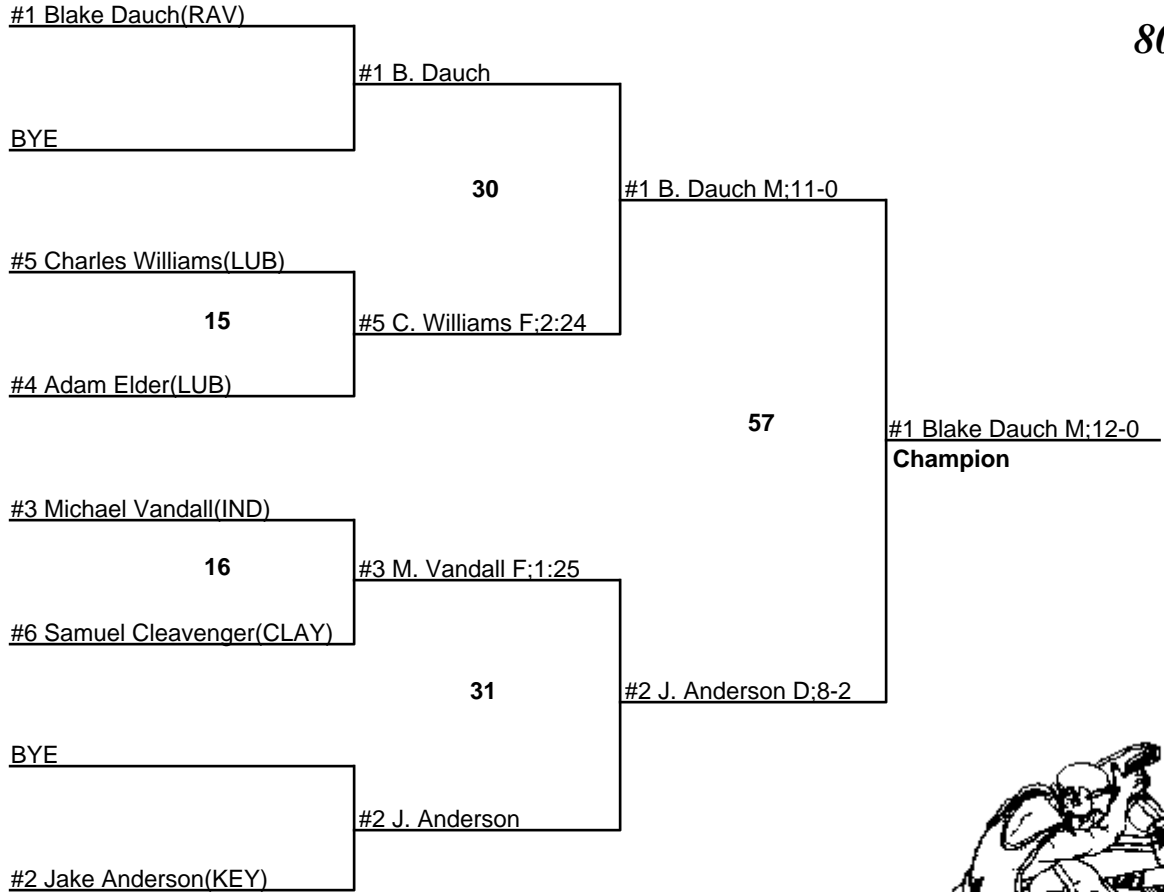 #1 Blake Dauch(RAV)
80
#1 B. Dauch
BYE
30
#1 B. Dauch M;11-0
#5 Charles Williams(LUB)
15
#5 C. Williams F;2:24
#4 Adam Elder(LUB)
57
#1 Blake Dauch M;12-0
Champion
#3 Michael Vandall(IND)
16
#3 M. Vandall F;1:25
#6 Samuel Cleavenger(CLAY)
31
#2 J. Anderson D;8-2
BYE
#2 J. Anderson
#2 Jake Anderson(KEY)